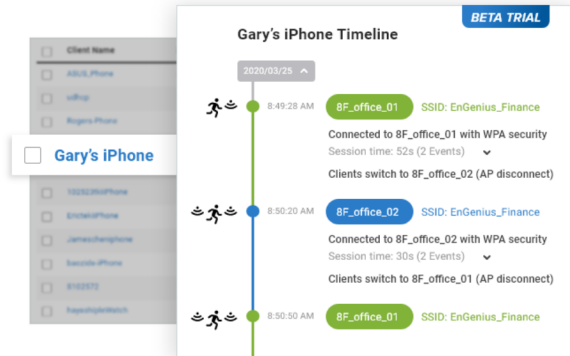 BETA TRIAL
Gary's iPhone Timeline
Client Name
2020/03/25
ASUS_Phone
8:49:28 AM 8F_office_01 SSID: EnGenius_Finance
Rogers-Phone
Connected to 8F_office_01 with WPA security
Gary's iPhone
Session time: 52s (2 Events)
Clients switch to 8F_office_02 (AP disconnect)
8:50:20 AM 8F_office_02 SSID: EnGenius_Finance
Connected to 8F_office_02 with WPA security
Session time: 30s (2 Events)
Clients switch to 8F_office_01 (AP disconnect)
8:50:50 AM 8F_office_01 SSID: EnGenius_Finance